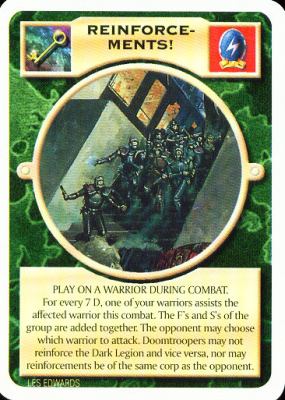 REINFORCE-
MENTS!
PLAY ON A WARRIOR DURING COMBAT.
For every 7 D, one of your warriors assists the
affected warrior this combat. The F's and S's of the
group are added together. The opponent may choose
which warrior to attack. Doomtroopers may not
reinforce the Dark Legion and vice versa, nor may
reinforcements be of the same corp as the opponent.
LES EDWARDS